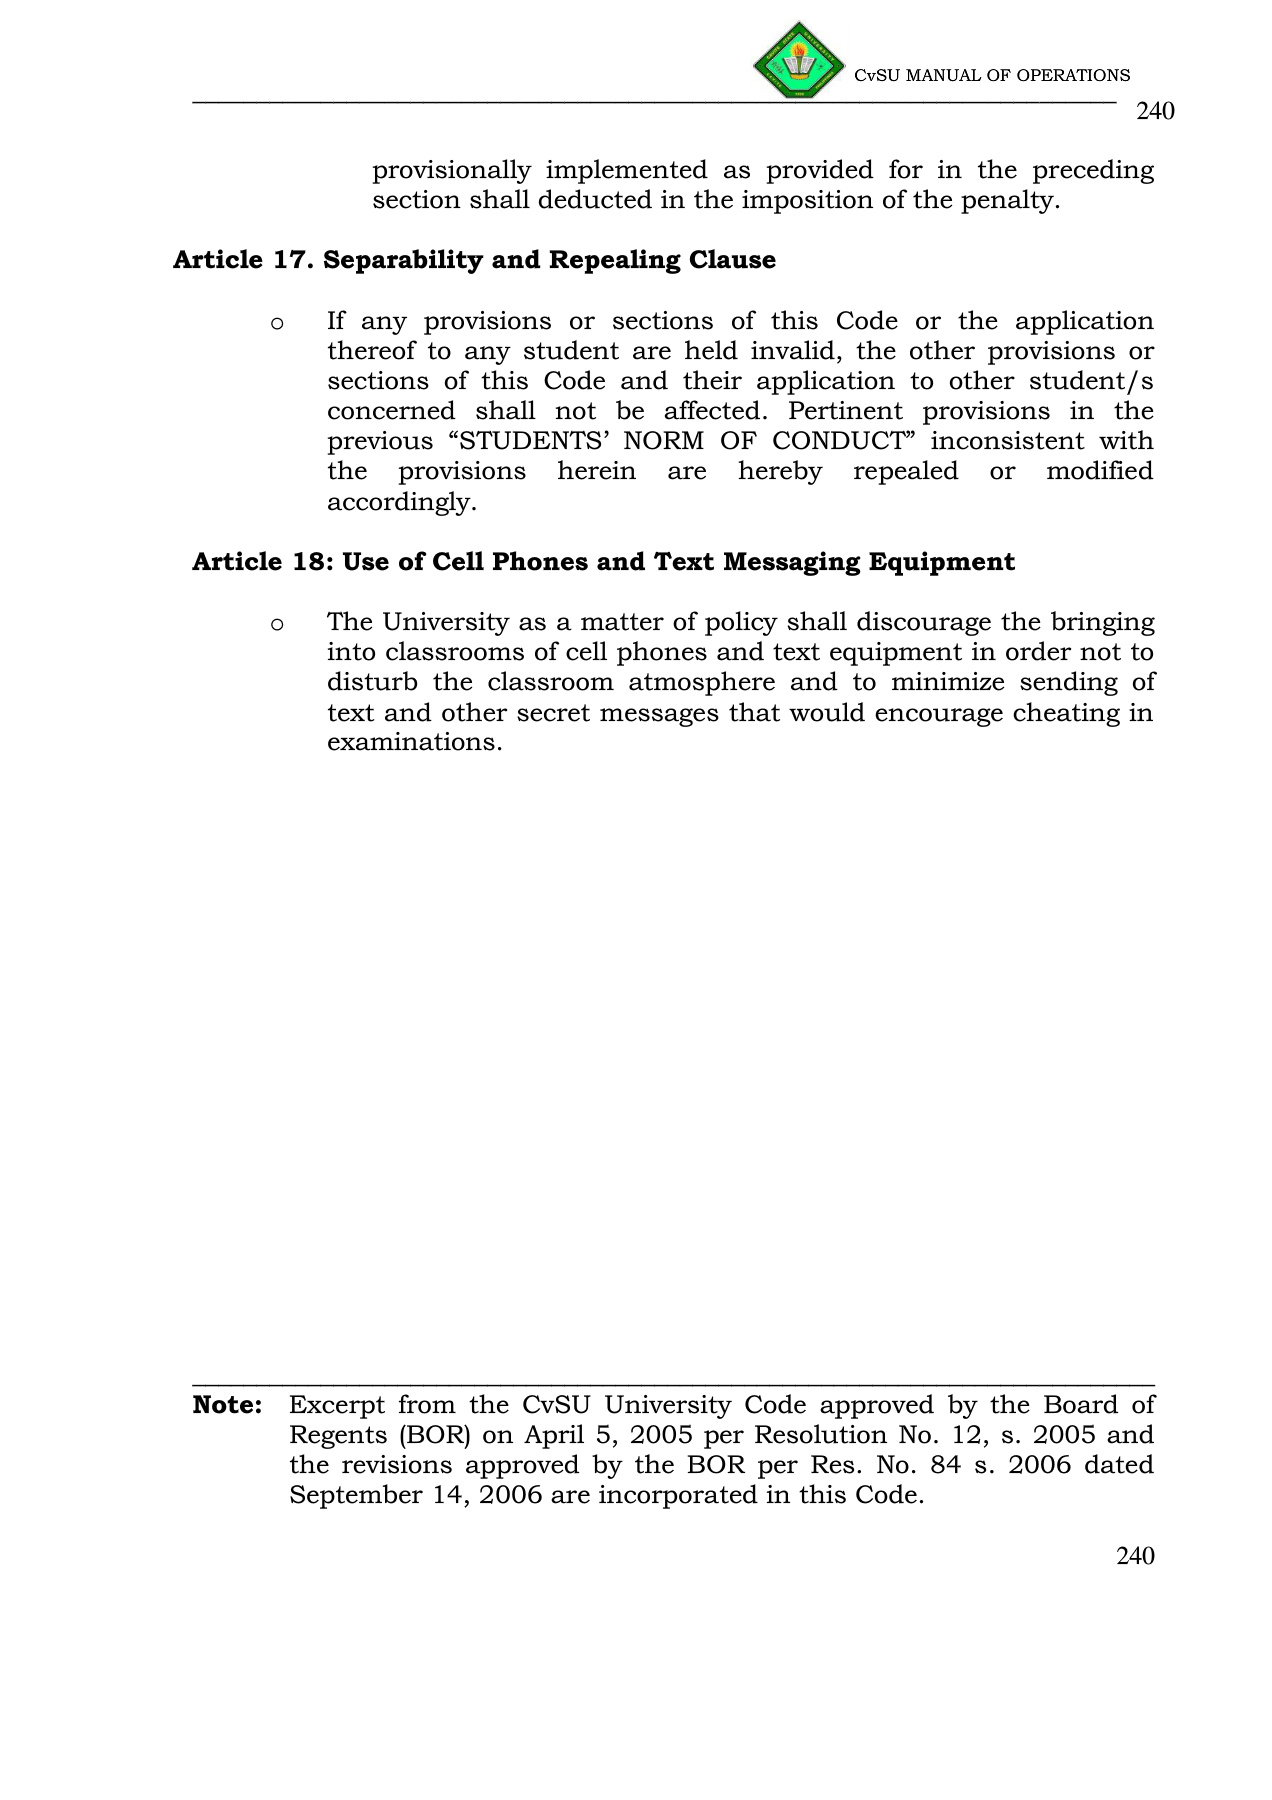 CvSU MANUAL OF OPERATIONS
240
provisionally implemented as provided for in the preceding
section shall deducted in the imposition of the penalty.
Article 17. Separability and Repealing Clause
o If any provisions or sections of this Code or the application
thereof to any student are held invalid, the other provisions or
sections of this Code and their application to other student/s
concerned shall not be affected. Pertinent provisions in the
previous “STUDENTS’ NORM OF CONDUCT” inconsistent with
the provisions herein are hereby repealed or modified
accordingly.
Article 18: Use of Cell Phones and Text Messaging Equipment
o The University as a matter of policy shall discourage the bringing
into classrooms of cell phones and text equipment in order not to
disturb the classroom atmosphere and to minimize sending of
text and other secret messages that would encourage cheating in
examinations.
Note: Excerpt from the CvSU University Code approved by the Board of
Regents (BOR) on April 5, 2005 per Resolution No. 12, s. 2005 and
the revisions approved by the BOR per Res. No. 84 s. 2006 dated
September 14, 2006 are incorporated in this Code.
240